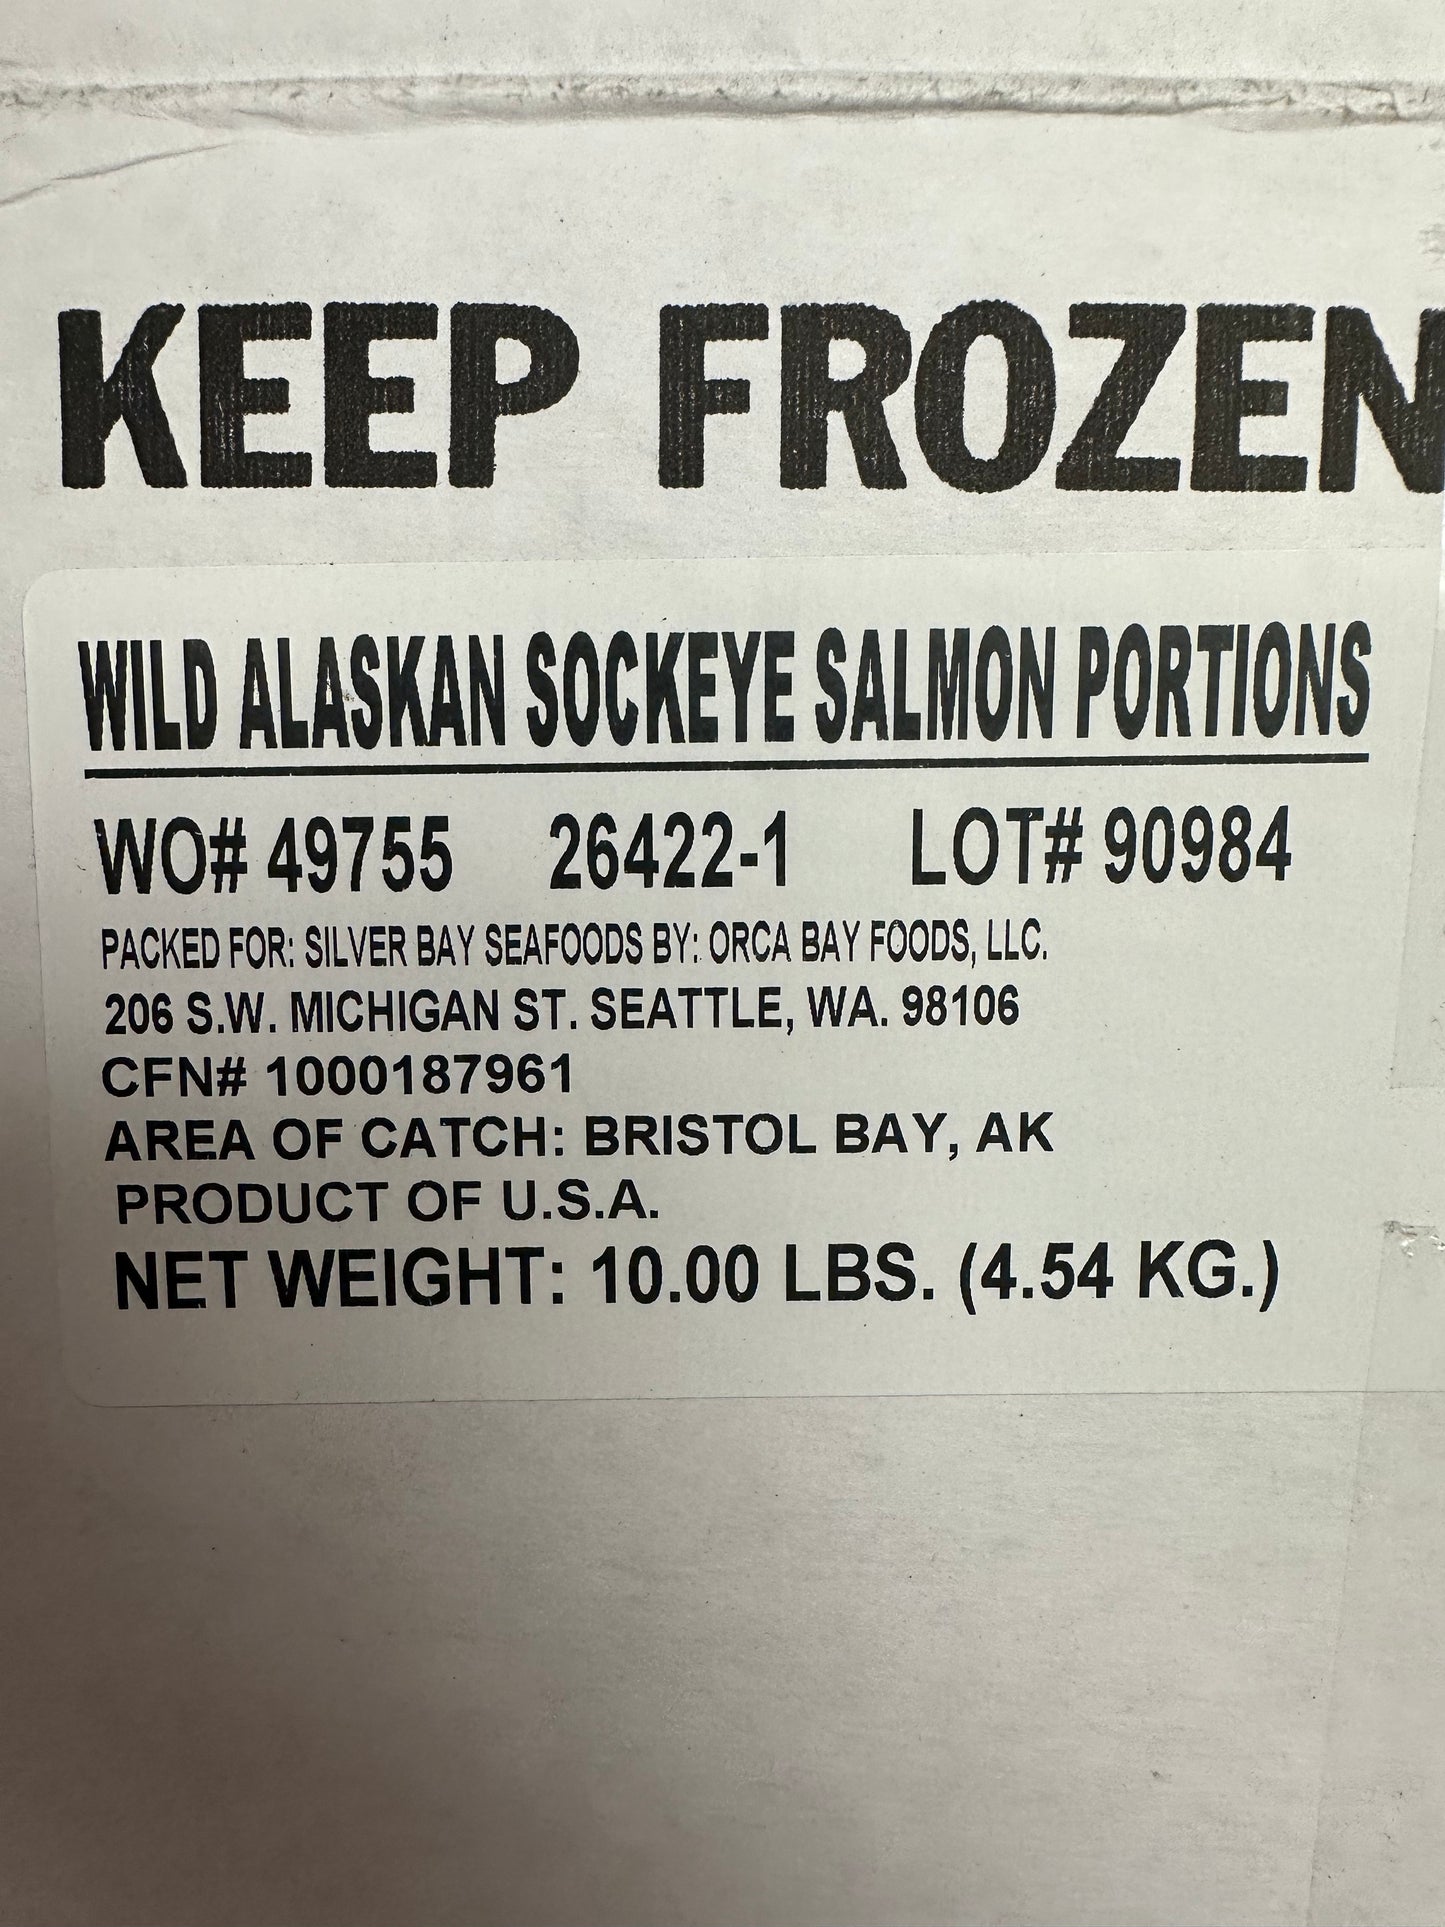 KEEP FROZEN
WILD ALASKAN SOCKEYE SALMON PORTIONS
WO# 49755 26422-1 LOT# 90984
PACKED FOR: SILVER BAY SEAFOODS BY: ORCA BAY FOODS, LLC.
206 S.W. MICHIGAN ST. SEATTLE, WA. 98106
CFN# 1000187961
AREA OF CATCH: BRISTOL BAY, AK
PRODUCT OF U.S.A.
NET WEIGHT: 10.00 LBS. (4.54 KG.)